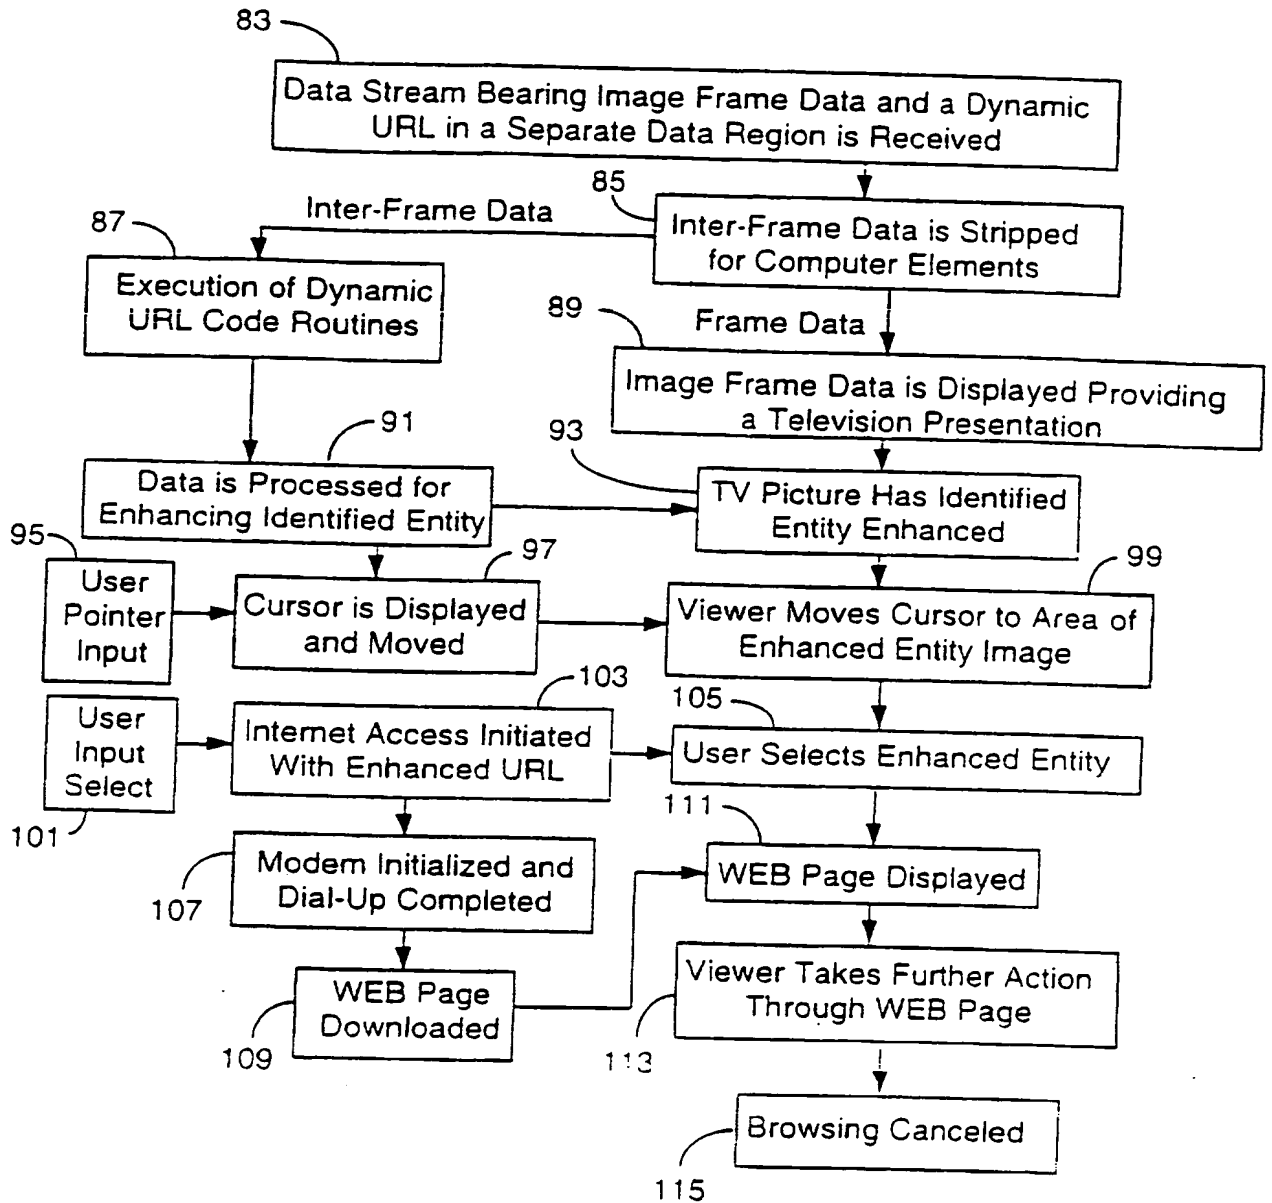 83
Data Stream Bearing Image Frame Data and a Dynamic
URL in a Separate Data Region is Received
85
Inter-Frame Data
87
Inter-Frame Data is Stripped
for Computer Elements
Execution of Dynamic
URL Code Routines
89
Frame Data
Image Frame Data is Displayed Providing
a Television Presentation
91
93
Data is Processed for
Enhancing Identified Entity
TV Picture Has Identified
Entity Enhanced
95
97
99
User
Pointer
Input
Cursor is Displayed
and Moved
Viewer Moves Cursor to Area of
Enhanced Entity Image
103
105
User
Input
Select
Internet Access Initiated
With Enhanced URL
User Selects Enhanced Entity
101
111
Modem Initialized and
Dial-Up Completed
107
WEB Page Displayed
WEB Page
Downloaded
109
Viewer Takes Further Action
Through WEB Page
113
Browsing Canceled
115